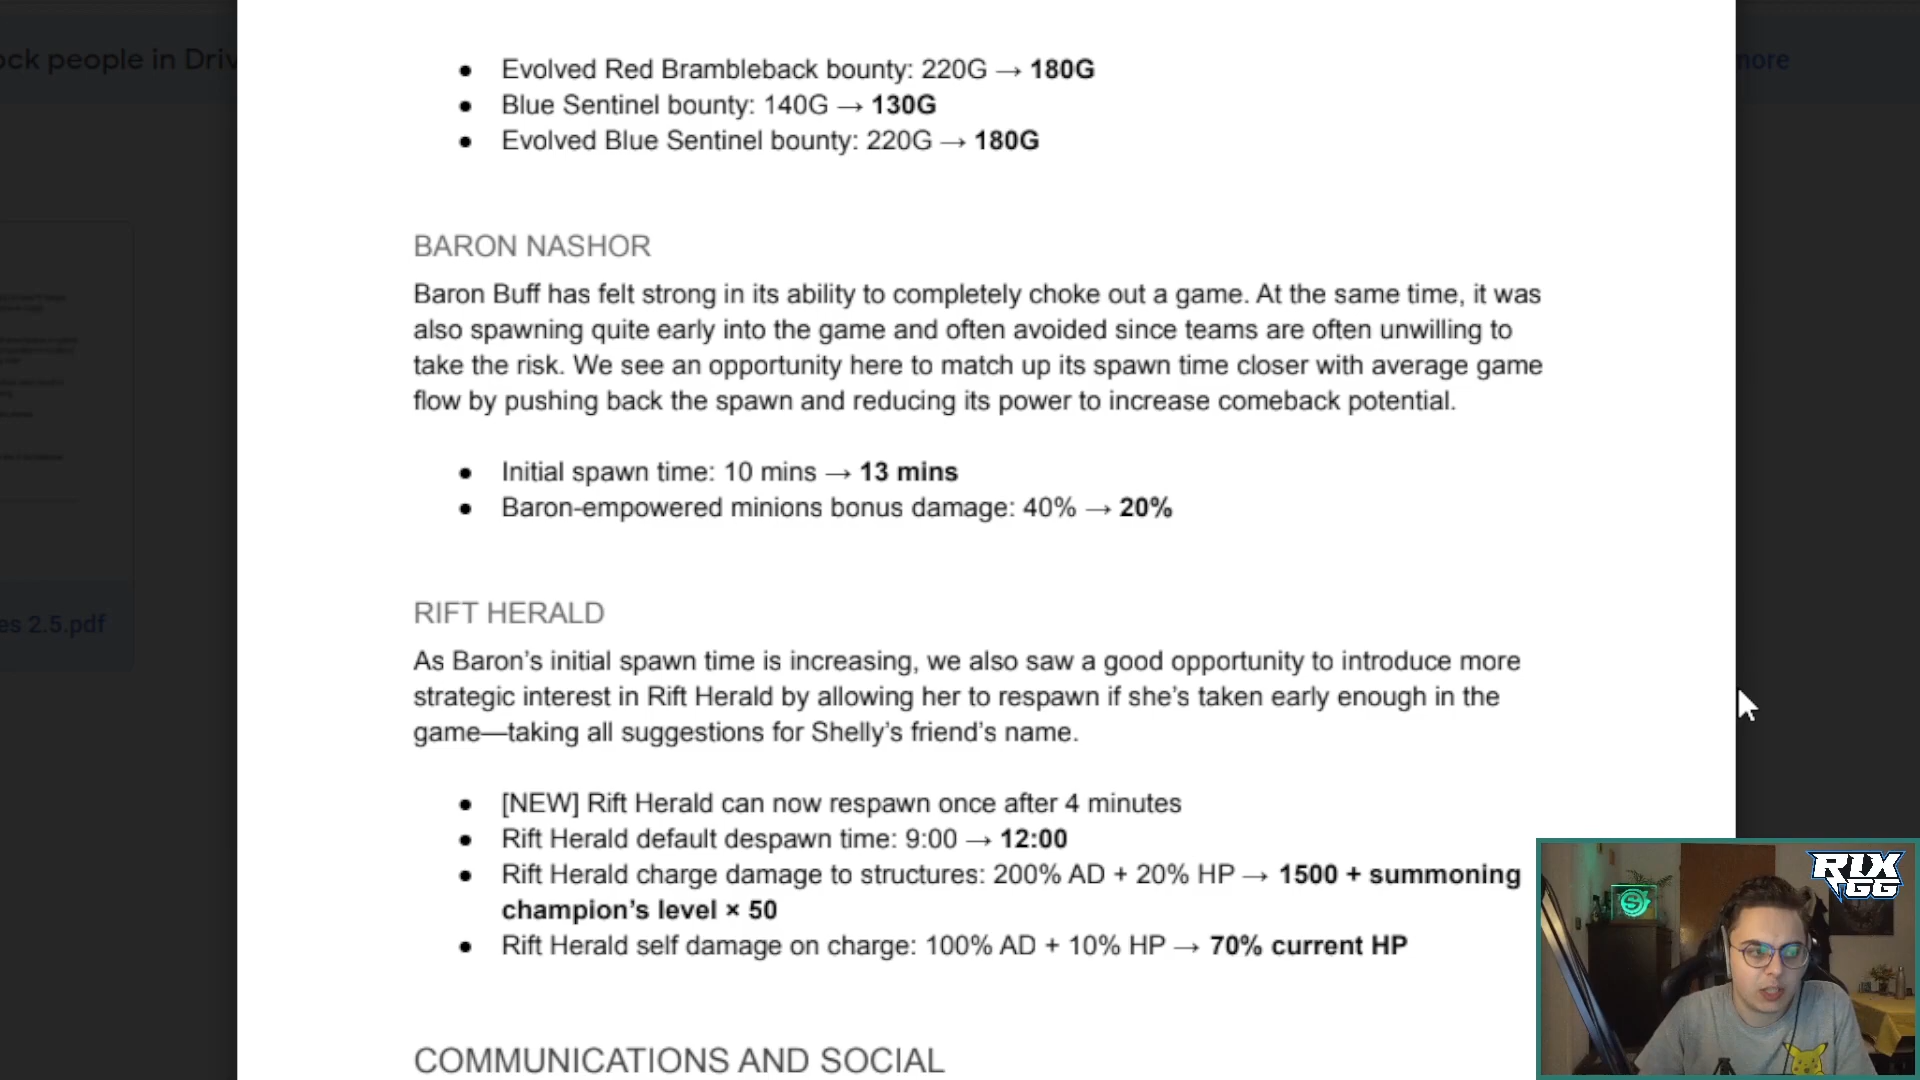 ock people in Driv
more
● Evolved Red Brambleback bounty: 220G → 180G
● Blue Sentinel bounty: 140G → 130G
● Evolved Blue Sentinel bounty: 220G → 180G
BARON NASHOR
Baron Buff has felt strong in its ability to completely choke out a game. At the same time, it was
also spawning quite early into the game and often avoided since teams are often unwilling to
take the risk. We see an opportunity here to match up its spawn time closer with average game
flow by pushing back the spawn and reducing its power to increase comeback potential.
● Initial spawn time: 10 mins → 13 mins
● Baron-empowered minions bonus damage: 40% → 20%
es 2.5.pdf
RIFT HERALD
As Baron’s initial spawn time is increasing, we also saw a good opportunity to introduce more
strategic interest in Rift Herald by allowing her to respawn if she’s taken early enough in the
game—taking all suggestions for Shelly’s friend’s name.
● [NEW] Rift Herald can now respawn once after 4 minutes
● Rift Herald default despawn time: 9:00 → 12:00
● Rift Herald charge damage to structures: 200% AD + 20% HP → 1500 + summoning
champion’s level × 50
● Rift Herald self damage on charge: 100% AD + 10% HP → 70% current HP
COMMUNICATIONS AND SOCIAL
RIX
GG